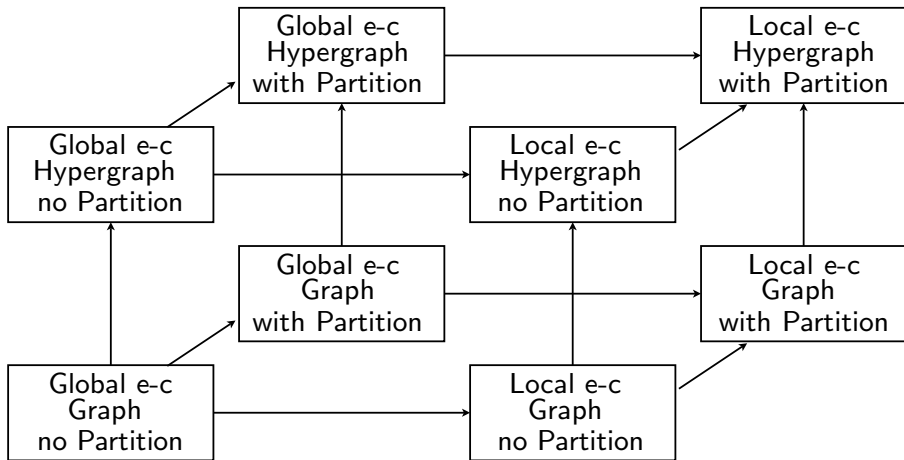 Global e-c
Hypergraph
with Partition
Local e-c
Hypergraph
with Partition
Global e-c
Hypergraph
no Partition
Local e-c
Hypergraph
no Partition
Global e-c
Graph
with Partition
Local e-c
Graph
with Partition
Global e-c
Graph
no Partition
Local e-c
Graph
no Partition